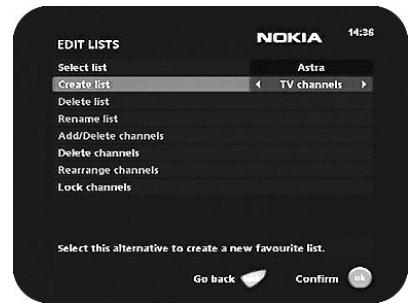 EDIT LISTS
NOKIA
14:36
Select list Astra
Create list TV channels
Delete list
Rename list
Add/Delete channels
Delete channels
Rearrange channels
Lock channels
Select this alternative to create a new favourite list.
Go back Confirm ok